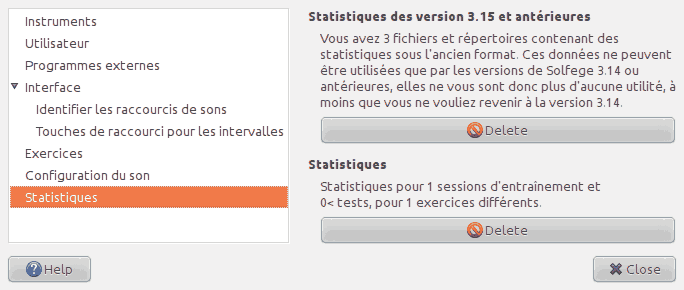 Instruments
Utilisateur
Programmes externes
Interface
Identifier les raccourcis de sons
Touches de raccourci pour les intervalles
Exercices
Configuration du son
Statistiques
Help
Statistiques des version 3.15 et antérieures
Vous avez 3 fichiers et répertoires contenant des
statistiques sous l'ancien format. Ces données ne peuvent
être utilisées que par les versions de Solfege 3.14 ou
antérieures, elles ne vous sont donc plus d'aucune utilité, à
moins que vous ne vouliez revenir à la version 3.14.
Delete
Statistiques
Statistiques pour 1 sessions d'entraînement et
0< tests, pour 1 exercices différents.
Delete
Close